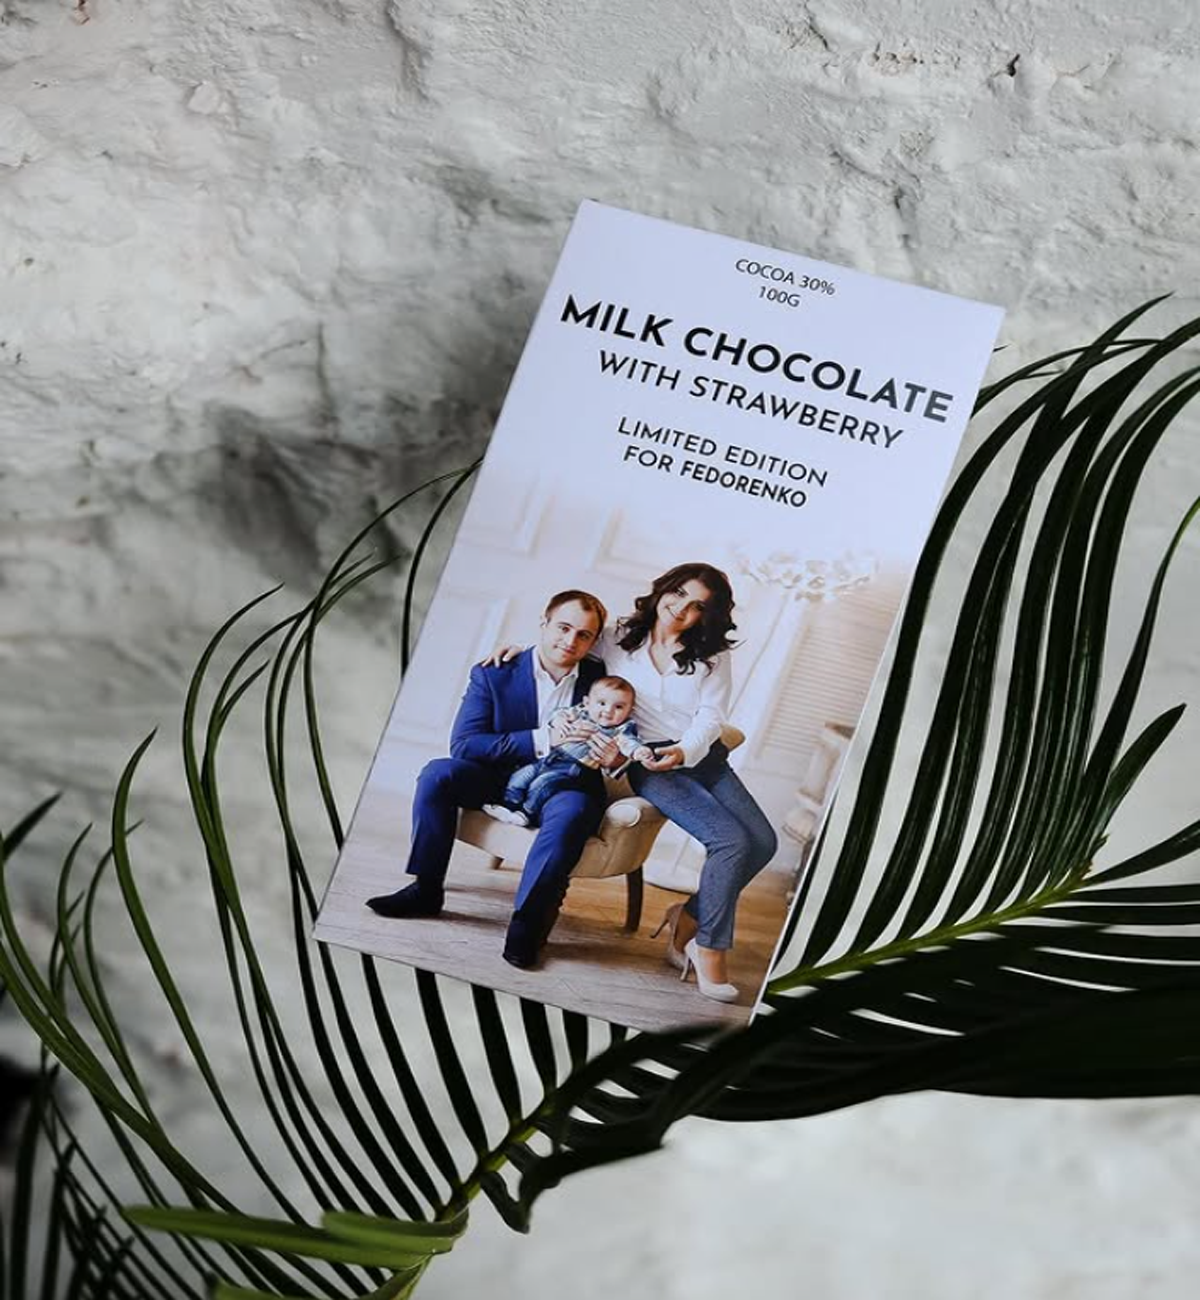 COCOA 30%
100G
MILK CHOCOLATE
WITH STRAWBERRY
LIMITED EDITION
FOR FEDORENKO